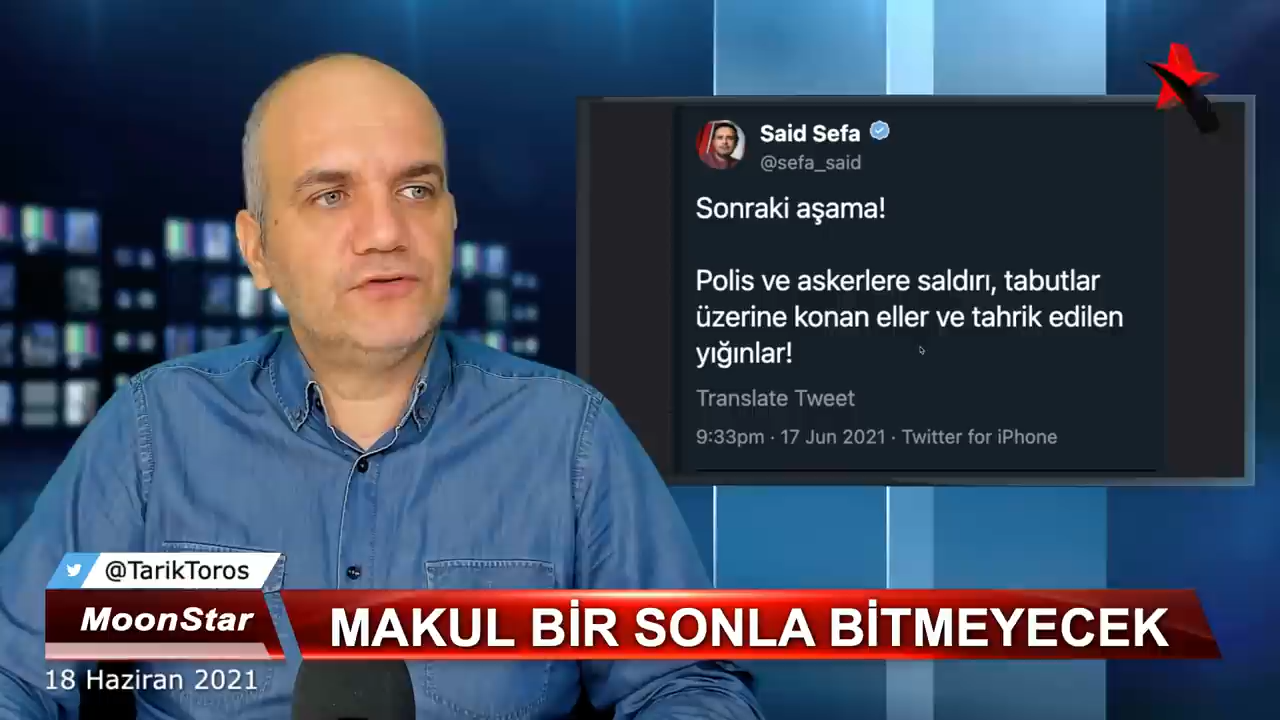 Said Sefa
@sefa_said
Sonraki aşama!
Polis ve askerlere saldırı, tabutlar
üzerine konan eller ve tahrik edilen
yığınlar!
Translate Tweet
9:33pm · 17 Jun 2021 · Twitter for iPhone
@TarikToros
MoonStar
MAKUL BİR SONLA BİTMEYECEK
18 Haziran 2021